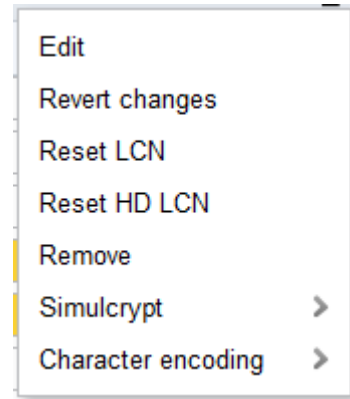 Edit
Revert changes
Reset LCN
Reset HD LCN
Remove
Simulcrypt
Character encoding